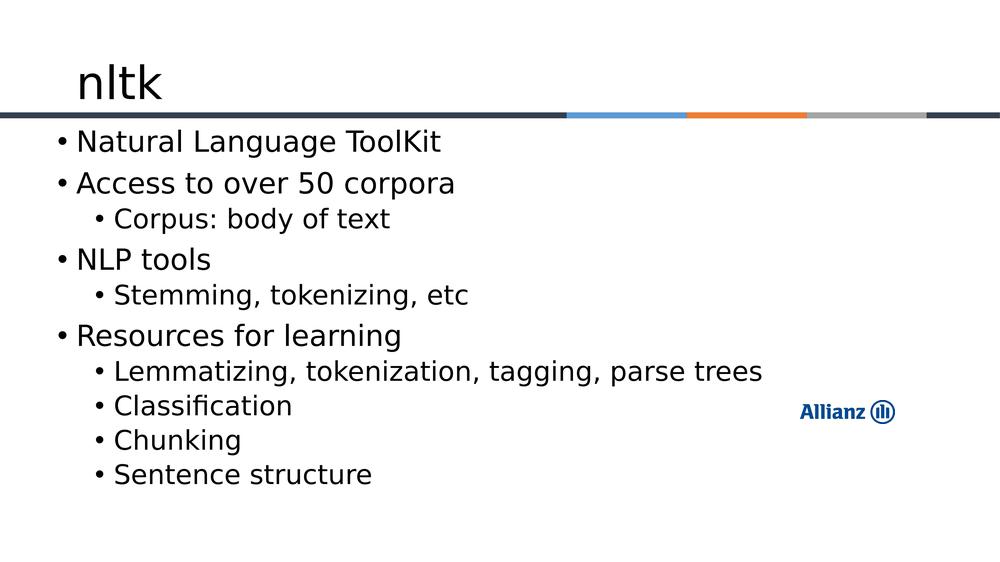 nltk
• Natural Language ToolKit
• Access to over 50 corpora
• Corpus: body of text
• NLP tools
• Stemming, tokenizing, etc
• Resources for learning
• Lemmatizing, tokenization, tagging, parse trees
• Classification
• Chunking
• Sentence structure
Allianz